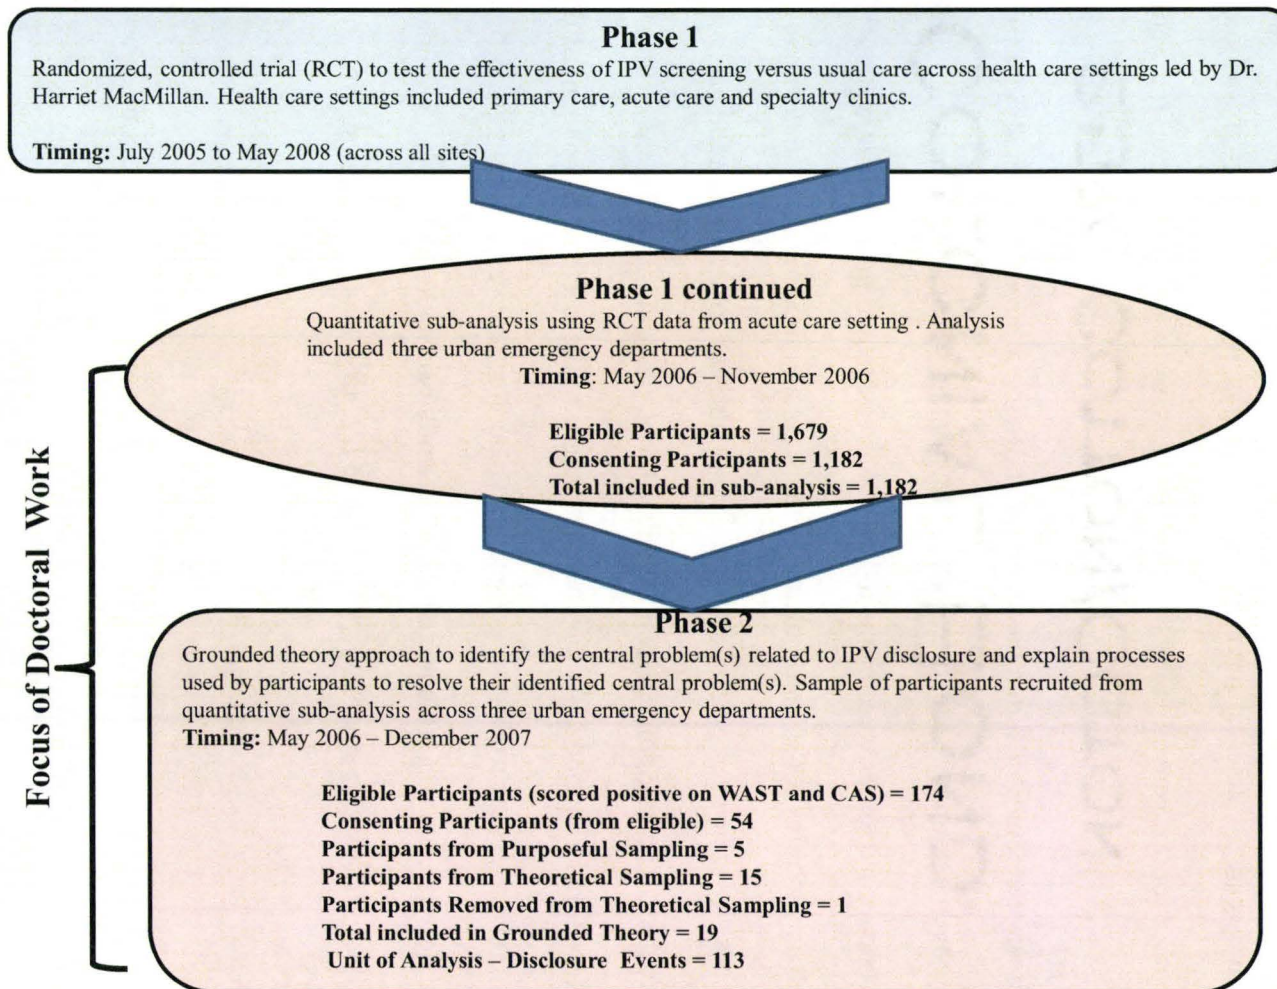 Phase 1
Randomized, controlled trial (RCT) to test the effectiveness of IPV screening versus usual care across health care settings led by Dr.
Harriet MacMillan. Health care settings included primary care, acute care and specialty clinics.
Timing: July 2005 to May 2008 (across all sites)
Phase 1 continued
Quantitative sub-analysis using RCT data from acute care setting . Analysis
included three urban emergency departments.
Timing: May 2006 – November 2006
Eligible Participants = 1,679
Consenting Participants = 1,182
Total included in sub-analysis = 1,182
Focus of Doctoral Work
Phase 2
Grounded theory approach to identify the central problem(s) related to IPV disclosure and explain processes
used by participants to resolve their identified central problem(s). Sample of participants recruited from
quantitative sub-analysis across three urban emergency departments.
Timing: May 2006 – December 2007
Eligible Participants (scored positive on WAST and CAS) = 174
Consenting Participants (from eligible) = 54
Participants from Purposeful Sampling = 5
Participants from Theoretical Sampling = 15
Participants Removed from Theoretical Sampling = 1
Total included in Grounded Theory = 19
Unit of Analysis – Disclosure Events = 113